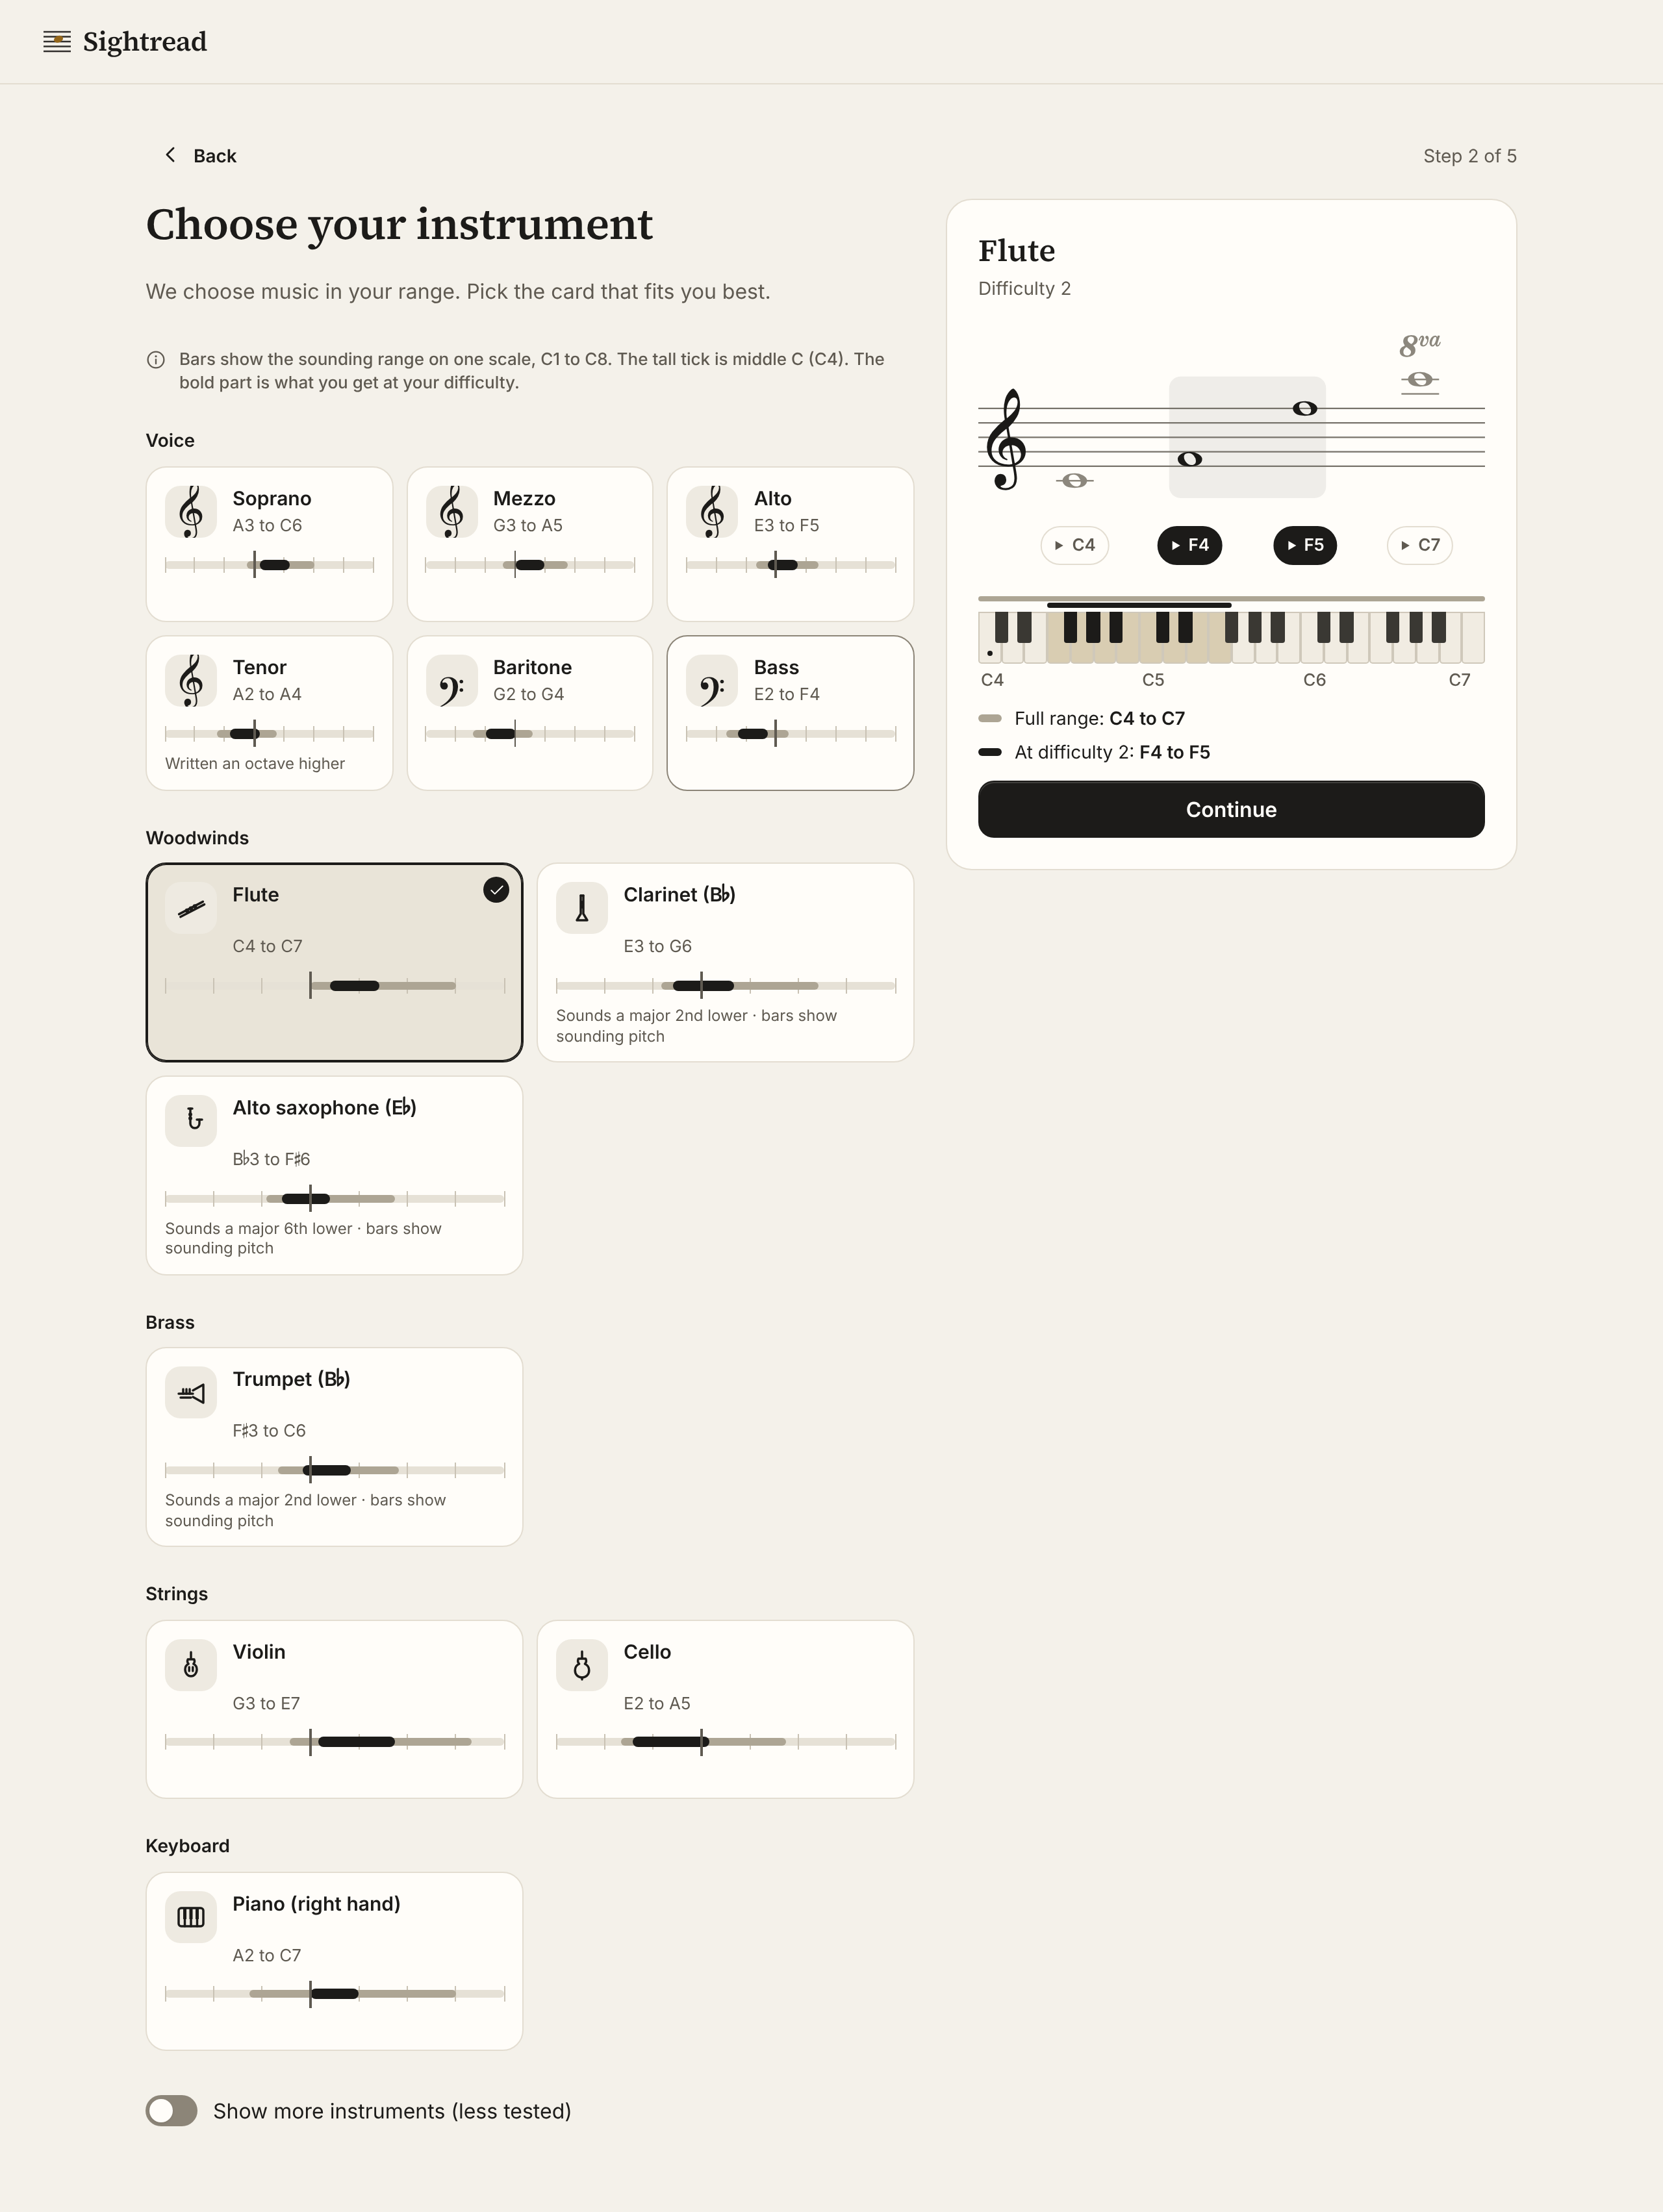 Sightread
Back
Step 2 of 5
Choose your instrument
We choose music in your range. Pick the card that fits you best.
Bars show the sounding range on one scale, C1 to C8. The tall tick is middle C (C4). The
bold part is what you get at your difficulty.
Voice
Soprano
A3 to C6
Mezzo
G3 to A5
Alto
E3 to F5
Tenor
A2 to A4
Written an octave higher
Baritone
G2 to G4
Bass
E2 to F4
Woodwinds
Flute
C4 to C7
Clarinet (B♭)
E3 to G6
Sounds a major 2nd lower · bars show
sounding pitch
Alto saxophone (E♭)
B♭3 to F♯6
Sounds a major 6th lower · bars show
sounding pitch
Brass
Trumpet (B♭)
F♯3 to C6
Sounds a major 2nd lower · bars show
sounding pitch
Strings
Violin
G3 to E7
Cello
E2 to A5
Keyboard
Piano (right hand)
A2 to C7
Show more instruments (less tested)
Flute
Difficulty 2
8va
C4
F4
F5
C7
C4 C5 C6 C7
Full range: C4 to C7
At difficulty 2: F4 to F5
Continue